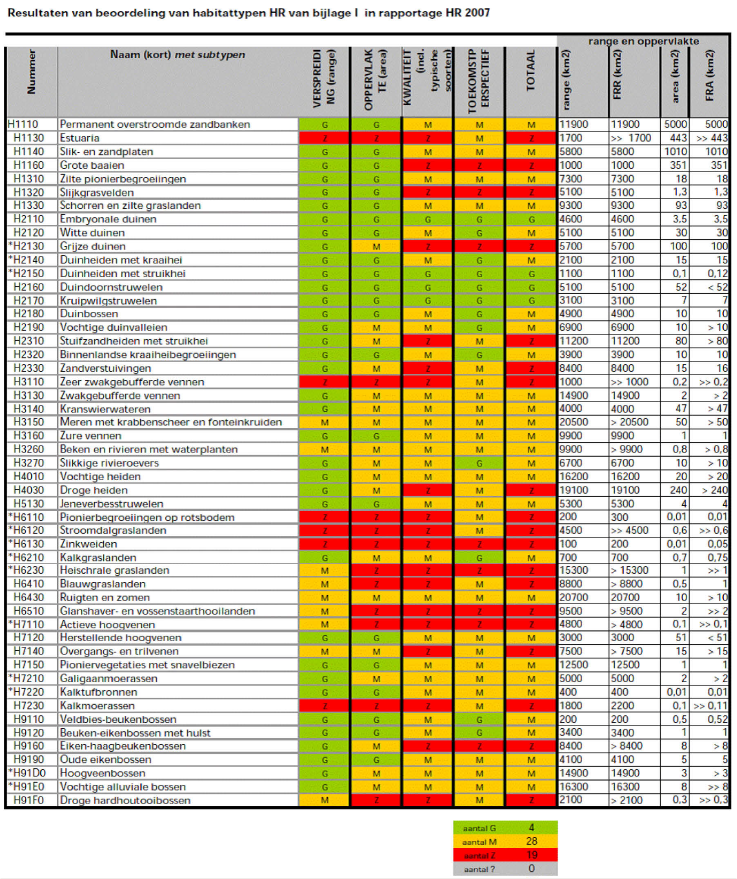 Resultaten van beoordeling van habitattypen HR van bijlage I in rapportage HR 2007
range en oppervlakte
Nummer Naam (kort) met subtypen VERSPREIDI NG (range) OPPERVLAK TE (area) KWALITEIT (incl. typische soorten) TOEKOMSTP ERSPECTIEF TOTAAL range (km2) FRR (km2) area (km2) FRA (km2)
H1110 Permanent overstroomde zandbanken G G M M M 11900 11900 5000 5000
H1130 Estuaria Z Z Z M Z 1700 >> 1700 443 >> 443
H1140 Slik- en zandplaten G G M M M 5800 5800 1010 1010
H1160 Grote baaien G G Z Z Z 1000 1000 351 351
H1310 Zilte pionierbegroeiingen G G M M M 7300 7300 18 18
H1320 Slijkgrasvelden G G Z Z Z 5100 5100 1,3 1,3
H1330 Schorren en zilte graslanden G G M M M 9300 9300 93 93
H2110 Embryonale duinen G G G G G 4600 4600 3,5 3,5
H2120 Witte duinen G G M G M 5100 5100 30 30
*H2130 Grijze duinen G M Z Z Z 5700 5700 100 100
*H2140 Duinheiden met kraaihei G G M G M 2100 2100 15 15
*H2150 Duinheiden met struikhei G G G G G 1100 1100 0,1 0,12
H2160 Duindoornstruwelen G G G G G 5100 5100 52 < 52
H2170 Kruipwilgstruwelen G G G G G 3100 3100 7 7
H2180 Duinbossen G G M G M 4900 4900 10 10
H2190 Vochtige duinvalleien G M M G M 6900 6900 10 > 10
H2310 Stuifzandheiden met struikhei G M Z M Z 11200 11200 80 > 80
H2320 Binnenlandse kraaiheibegroeiingen G G M G M 3900 3900 10 10
H2330 Zandverstuivingen G M Z M Z 8400 8400 15 16
H3110 Zeer zwakgebufferde vennen Z Z Z M Z 1000 >> 1000 0,2 >> 0,2
H3130 Zwakgebufferde vennen G M M M M 14900 14900 2 > 2
H3140 Kranswierwateren G M M M M 4000 4000 47 > 47
H3150 Meren met krabbenscheer en fonteinkruiden M M M M M 20500 > 20500 50 > 50
H3160 Zure vennen G G M M M 9900 9900 1 1
H3260 Beken en rivieren met waterplanten M M M M M 9900 > 9900 0,8 > 0,8
H3270 Slikkige rivieroevers G M M G M 6700 6700 10 > 10
H4010 Vochtige heiden G M M M M 16200 16200 20 > 20
H4030 Droge heiden G M Z M Z 19100 19100 240 > 240
H5130 Jeneverbesstruwelen G G M M M 5300 5300 4 4
*H6110 Pionierbegroeiingen op rotsbodem Z Z Z M Z 200 300 0,01 0,01
*H6120 Stroomdalgraslanden Z Z Z M Z 4500 >> 4500 0,6 >> 0,6
*H6130 Zinkweiden Z Z Z Z Z 100 200 0,01 0,05
*H6210 Kalkgraslanden G M M G M 700 700 0,7 0,75
*H6230 Heischrale graslanden M Z Z Z Z 15300 > 15300 1 >> 1
H6410 Blauwgraslanden M Z Z M Z 8800 > 8800 0,5 1
H6430 Ruigten en zomen M M M M M 20700 20700 10 > 10
H6510 Glanshaver- en vossenstaarthooilanden M Z Z Z Z 9500 > 9500 2 >> 2
*H7110 Actieve hoogvenen M Z Z Z Z 4800 > 4800 0,1 >> 0,1
H7120 Herstellende hoogvenen G G M M M 3000 3000 51 < 51
H7140 Overgangs- en trilvenen M M Z M Z 7500 > 7500 15 > 15
H7150 Pioniervegetaties met snavelbiezen G G M M M 12500 12500 1 1
*H7210 Galigaanmoerassen G M M M M 5000 5000 2 > 2
*H7220 Kalktufbronnen G G M M M 400 400 0,01 0,01
H7230 Kalkmoerassen Z Z Z M Z 1800 2200 0,1 >> 0,11
H9110 Veldbies-beukenbossen G G M G M 200 200 0,5 0,52
H9120 Beuken-eikenbossen met hulst G G M G M 3400 3400 1 1
H9160 Eiken-haagbeukenbossen G M Z Z Z 8400 > 8400 8 > 8
H9190 Oude eikenbossen G G M M M 4100 4100 5 5
*H91D0 Hoogveenbossen G M M M M 14900 14900 3 > 3
*H91E0 Vochtige alluviale bossen G M M M M 16300 16300 8 >> 8
H91F0 Droge hardhoutooibossen M Z Z M Z 2100 > 2100 0,3 >> 0,3
aantal G 4
aantal M 28
aantal Z 19
aantal ? 0